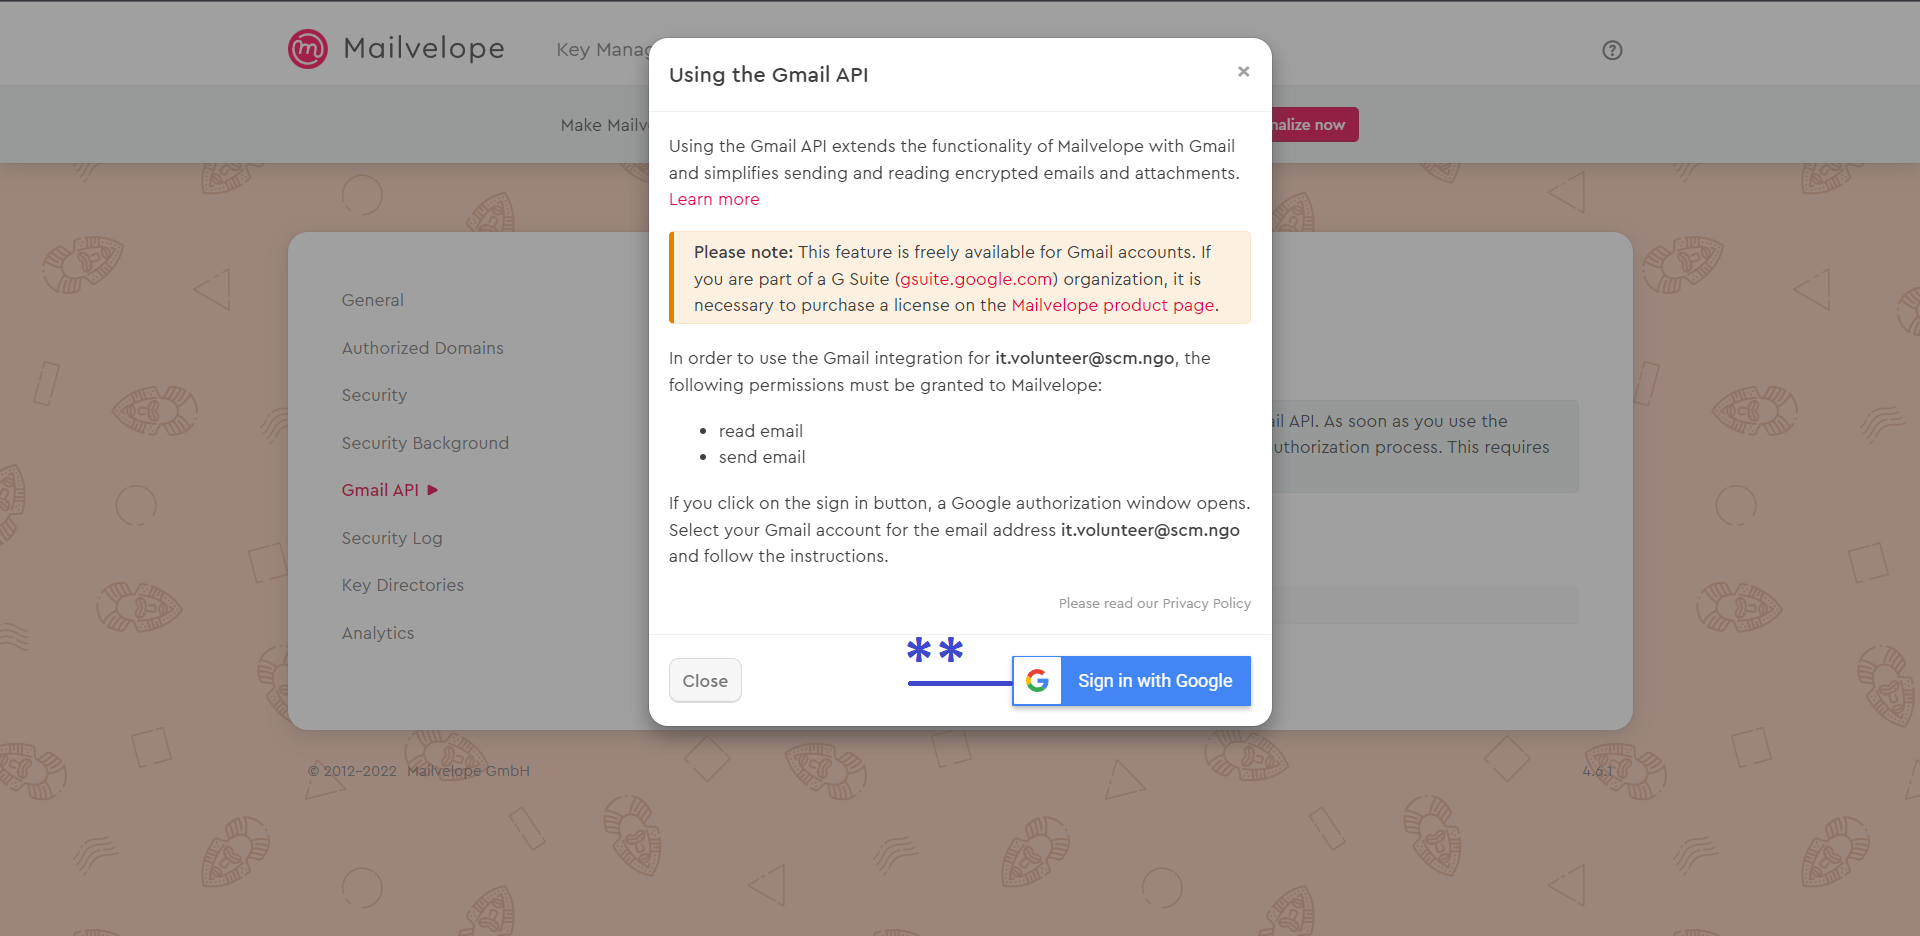 Mailvelope
Key Manag
Make Mailv
nalize now
Using the Gmail API
×
Using the Gmail API extends the functionality of Mailvelope with Gmail
and simplifies sending and reading encrypted emails and attachments.
Learn more
Please note: This feature is freely available for Gmail accounts. If
you are part of a G Suite (gsuite.google.com) organization, it is
necessary to purchase a license on the Mailvelope product page.
In order to use the Gmail integration for it.volunteer@scm.ngo, the
following permissions must be granted to Mailvelope:
• read email
• send email
If you click on the sign in button, a Google authorization window opens.
Select your Gmail account for the email address it.volunteer@scm.ngo
and follow the instructions.
Please read our Privacy Policy
**
Close
Sign in with Google
General
Authorized Domains
Security
Security Background
Gmail API
Security Log
Key Directories
Analytics
il API. As soon as you use the
uthorization process. This requires
© 2012-2022 Mailvelope GmbH
4.6.1